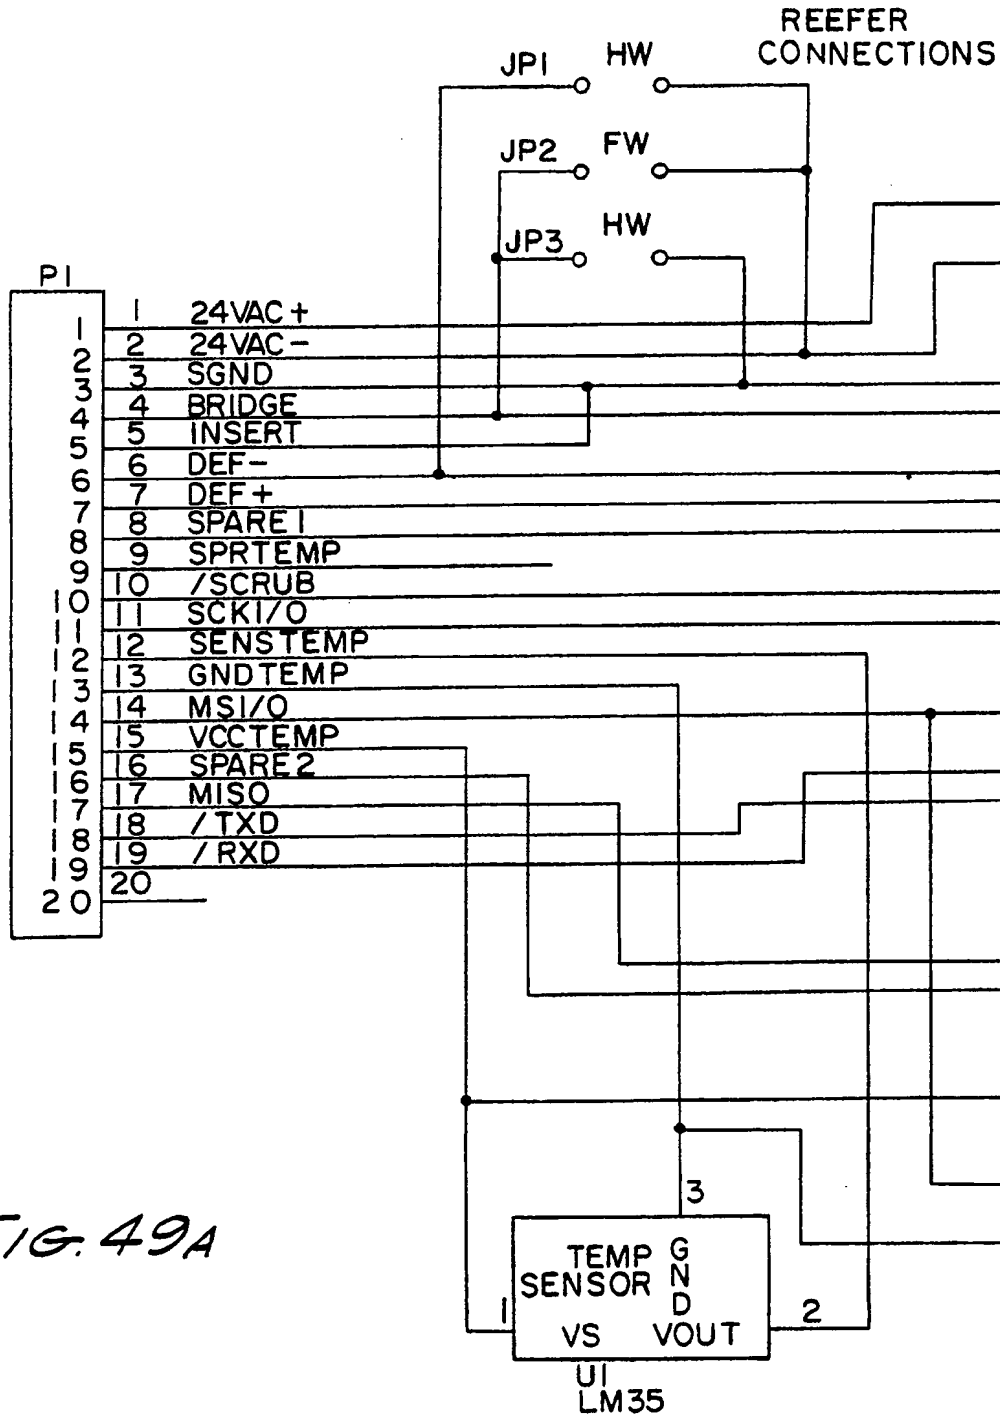 REEFER
CONNECTIONS
JP1 HW
JP2 FW
JP3 HW
P1
1 1 24VAC+
2 2 24VAC-
3 3 SGND
4 4 BRIDGE
5 5 INSERT
6 6 DEF-
7 7 DEF+
8 8 SPARE1
9 9 SPRTEMP
10 10 /SCRUB
11 11 SCKI/O
12 12 SENSTEMP
13 13 GNDTEMP
14 14 MSI/O
15 15 VCCTEMP
16 16 SPARE2
17 17 MISO
18 18 /TXD
19 19 /RXD
20 20
3
TEMP
SENSOR
GND
1 VS VOUT 2
U1
LM35
FIG. 49A